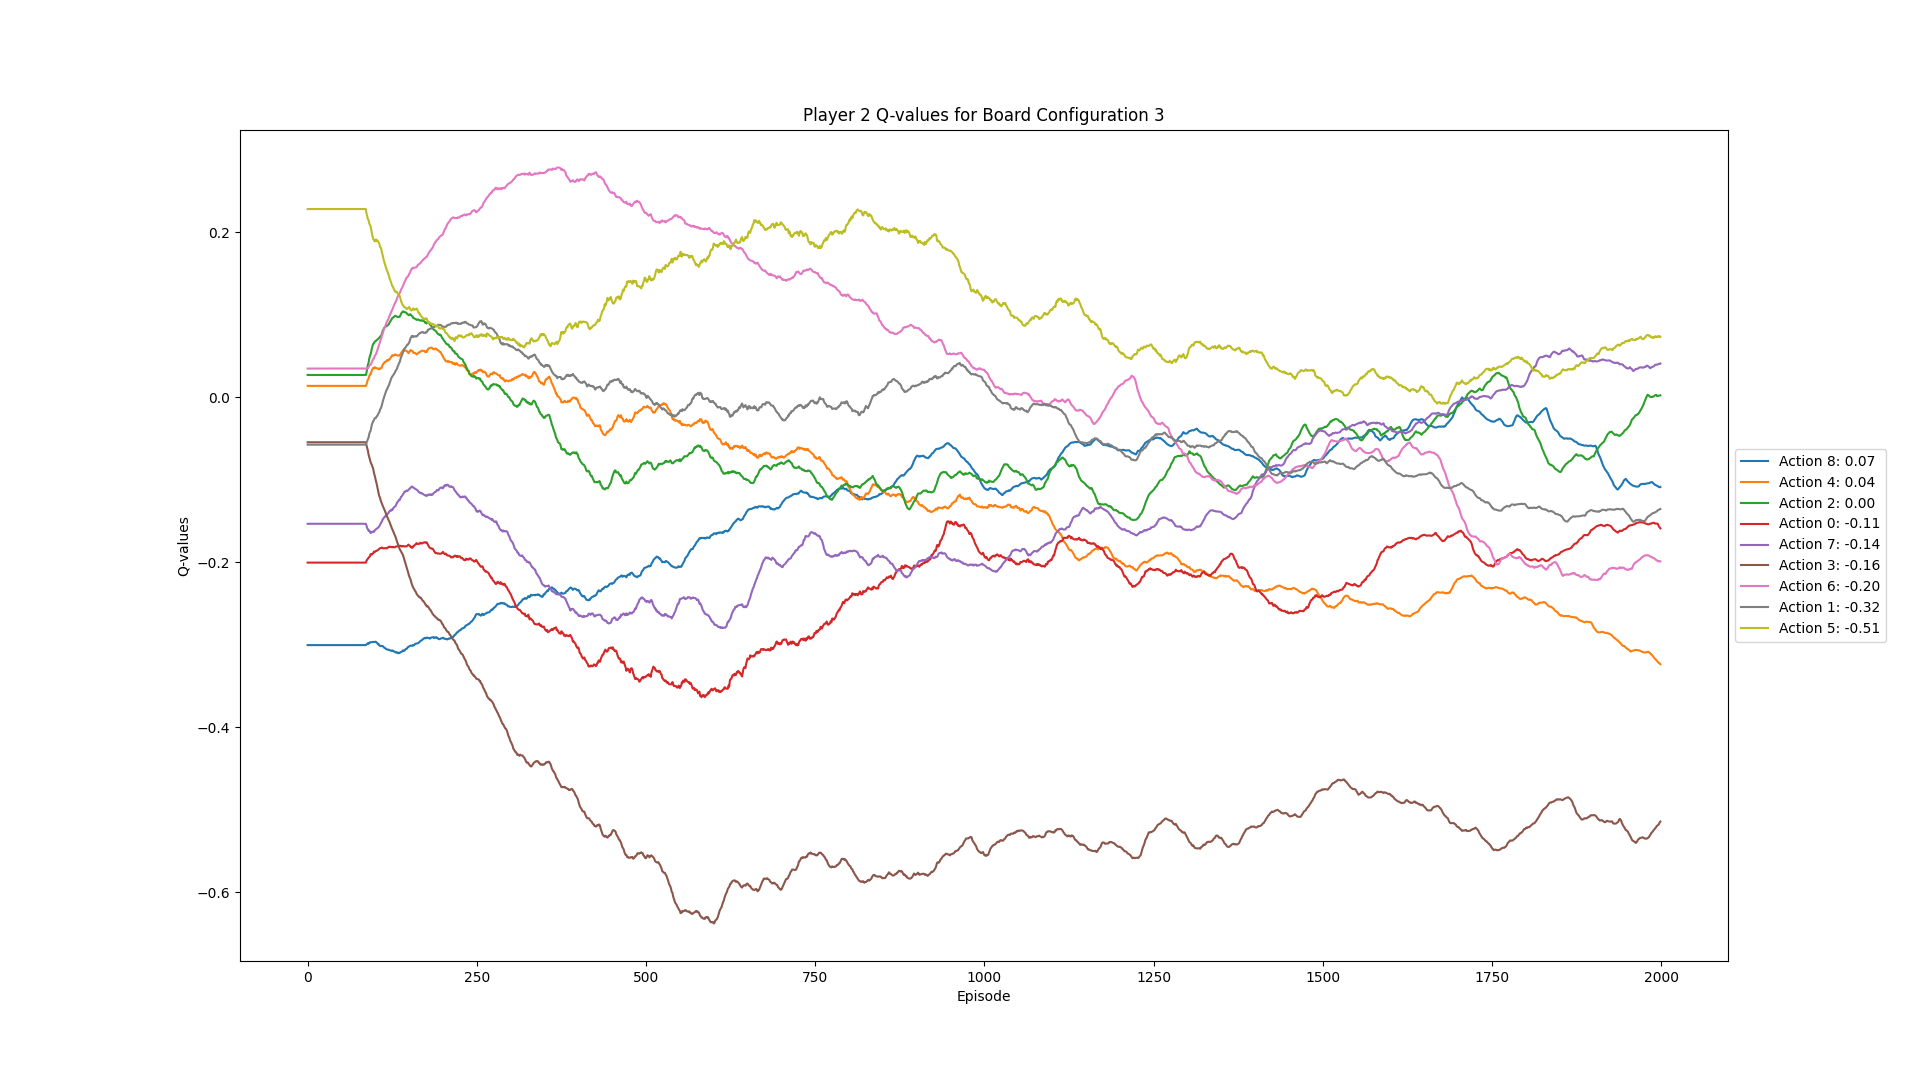 Player 2 Q-values for Board Configuration 3
Q-values
0.2
0.0
−0.2
−0.4
−0.6
0
250
500
750
1000
1250
1500
1750
2000
Episode
Action 8: 0.07
Action 4: 0.04
Action 2: 0.00
Action 0: -0.11
Action 7: -0.14
Action 3: -0.16
Action 6: -0.20
Action 1: -0.32
Action 5: -0.51